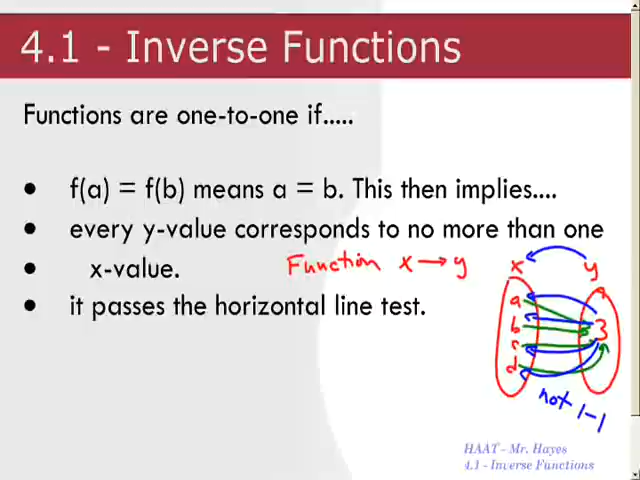 4.1 - Inverse Functions
Functions are one-to-one if.....
• f(a) = f(b) means a = b. This then implies....
• every y-value corresponds to no more than one
• x-value.
Function x → y
• it passes the horizontal line test.
x y
a
b 3
c
d
not 1-1
HAAT - Mr. Hayes
4.1 - Inverse Functions